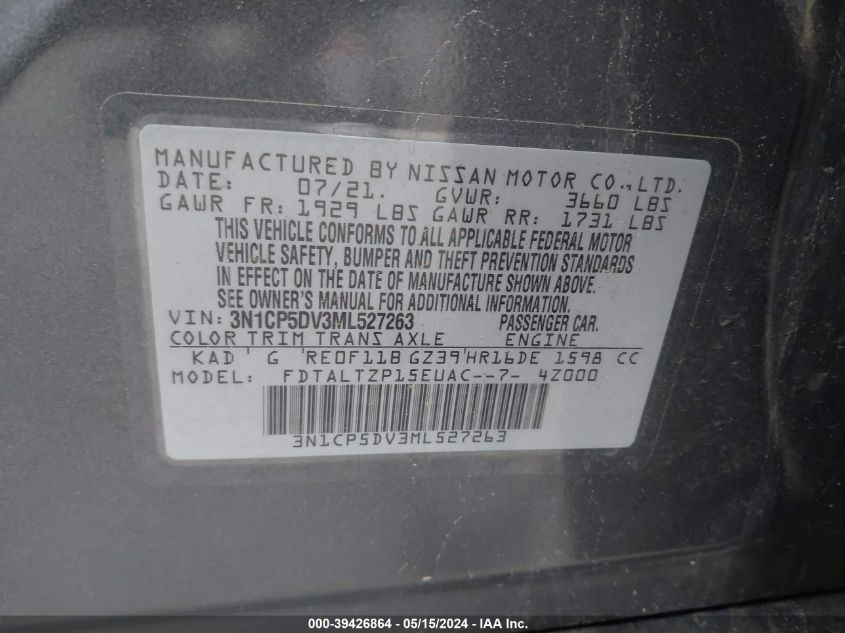 MANUFACTURED BY NISSAN MOTOR CO., LTD.
DATE: 07/21. GVWR: 3660 LBS
GAWR FR: 1929 LBS GAWR RR: 1731 LBS
THIS VEHICLE CONFORMS TO ALL APPLICABLE FEDERAL MOTOR
VEHICLE SAFETY, BUMPER AND THEFT PREVENTION STANDARDS
IN EFFECT ON THE DATE OF MANUFACTURE SHOWN ABOVE.
SEE OWNER'S MANUAL FOR ADDITIONAL INFORMATION.
VIN: 3N1CP5DV3ML527263 PASSENGER CAR.
COLOR TRIM TRANS AXLE ENGINE
KAD G RE0F11B GZ39 HR16DE 1598 CC
MODEL: FDTALTZP15EUAC--7- 4Z000
3N1CP5DV3ML527263
000-39426864 - 05/15/2024 - IAA Inc.